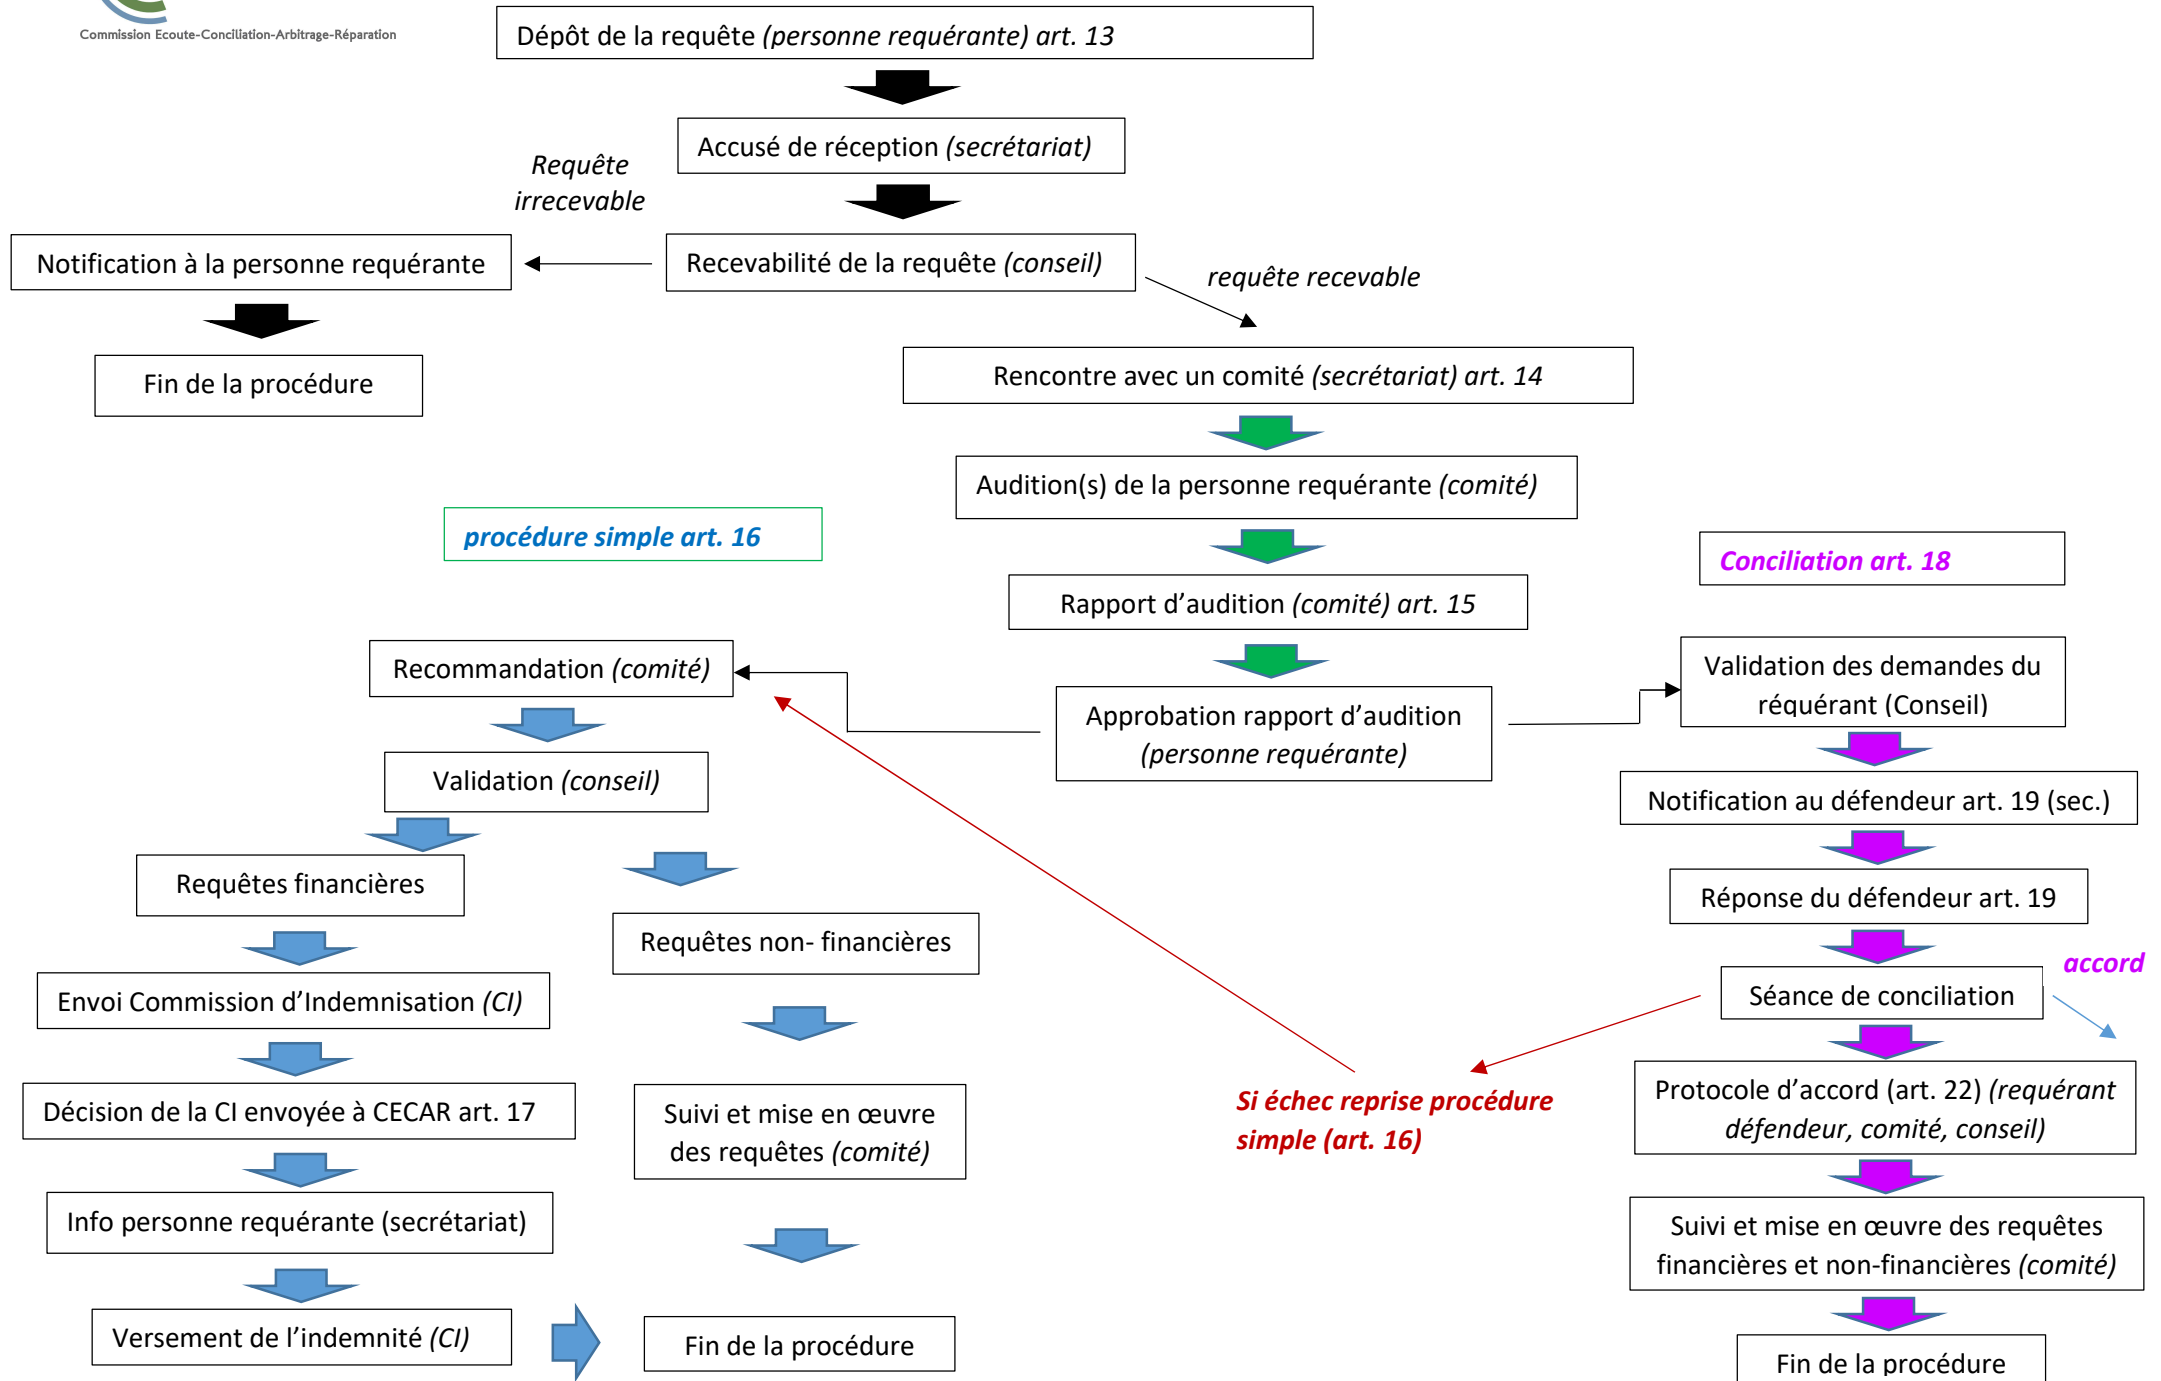 Commission Ecoute-Conciliation-Arbitrage-Réparation
Dépôt de la requête (personne requérante) art. 13
Accusé de réception (secrétariat)
Requête
irrecevable
Notification à la personne requérante
Recevabilité de la requête (conseil)
requête recevable
Fin de la procédure
Rencontre avec un comité (secrétariat) art. 14
Audition(s) de la personne requérante (comité)
procédure simple art. 16
Conciliation art. 18
Rapport d’audition (comité) art. 15
Recommandation (comité)
Approbation rapport d’audition
(personne requérante)
Validation des demandes du
réquérant (Conseil)
Validation (conseil)
Notification au défendeur art. 19 (sec.)
Requêtes financières
Réponse du défendeur art. 19
Requêtes non- financières
accord
Envoi Commission d’Indemnisation (CI)
Séance de conciliation
Décision de la CI envoyée à CECAR art. 17
Suivi et mise en œuvre
des requêtes (comité)
Si échec reprise procédure
simple (art. 16)
Protocole d’accord (art. 22) (requérant
défendeur, comité, conseil)
Info personne requérante (secrétariat)
Suivi et mise en œuvre des requêtes
financières et non-financières (comité)
Versement de l’indemnité (CI)
Fin de la procédure
Fin de la procédure